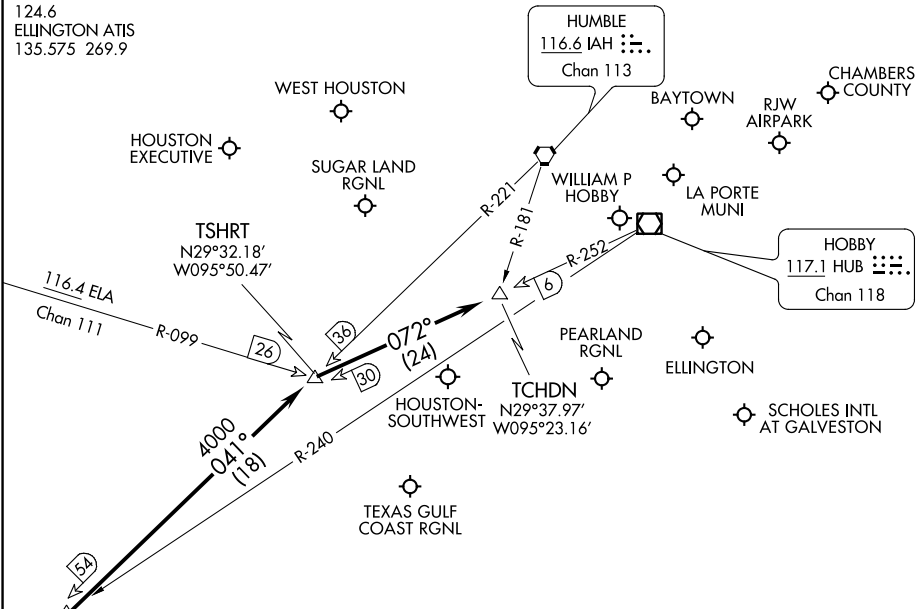 124.6
ELLINGTON ATIS
135.575 269.9
HUMBLE
116.6 IAH
Chan 113
WEST HOUSTON
BAYTOWN
RJW
AIRPARK
CHAMBERS
COUNTY
HOUSTON
EXECUTIVE
SUGAR LAND
RGNL
WILLIAM P
HOBBY
LA PORTE
MUNI
R-221
R-181
R-252
TSHRT
N29°32.18'
W095°50.47'
HOBBY
117.1 HUB
Chan 118
116.4 ELA
Chan 111
R-099
26
36
30
6
072°
(24)
PEARLAND
RGNL
ELLINGTON
TCHDN
N29°37.97'
W095°23.16'
HOUSTON-
SOUTHWEST
SCHOLES INTL
AT GALVESTON
4000
041°
(18)
R-240
TEXAS GULF
COAST RGNL
54